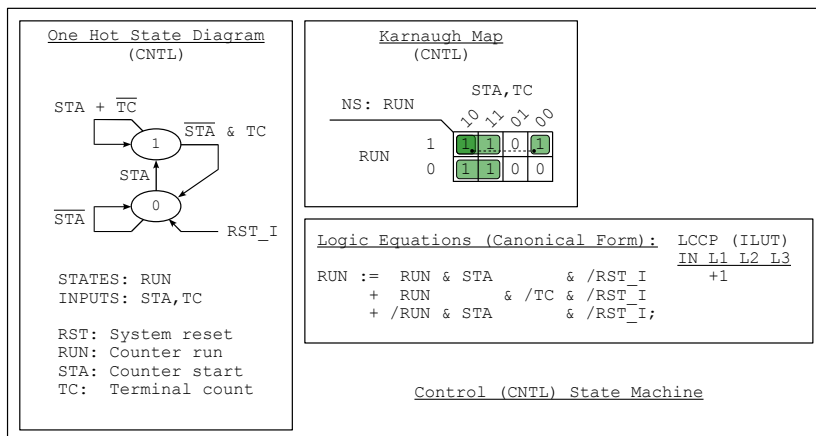 One Hot State Diagram
(CNTL)
STA + T̅C̅
1
S̅T̅A̅ & TC
STA
0
S̅T̅A̅
RST_I
STATES: RUN
INPUTS: STA,TC
RST: System reset
RUN: Counter run
STA: Counter start
TC: Terminal count
Karnaugh Map
(CNTL)
STA,TC
NS: RUN
10 11 01 00
RUN
1 1 1 0 1
0 1 1 0 0
Logic Equations (Canonical Form): LCCP (ILUT)
IN L1 L2 L3
RUN := RUN & STA & /RST_I +1
+ RUN & /TC & /RST_I
+ /RUN & STA & /RST_I;
Control (CNTL) State Machine